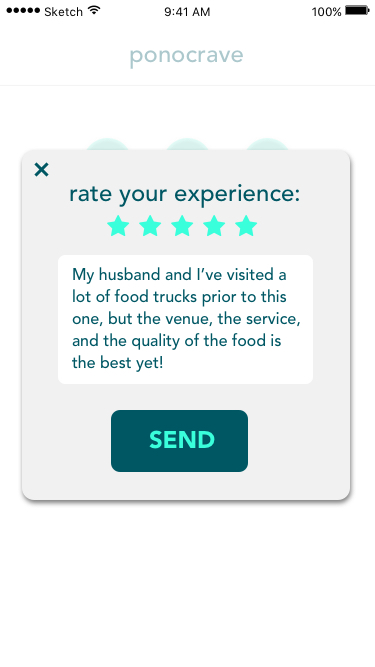 Sketch 9:41 AM 100%
ponocrave
rate your experience:
My husband and I’ve visited a
lot of food trucks prior to this
one, but the venue, the service,
and the quality of the food is
the best yet!
SEND